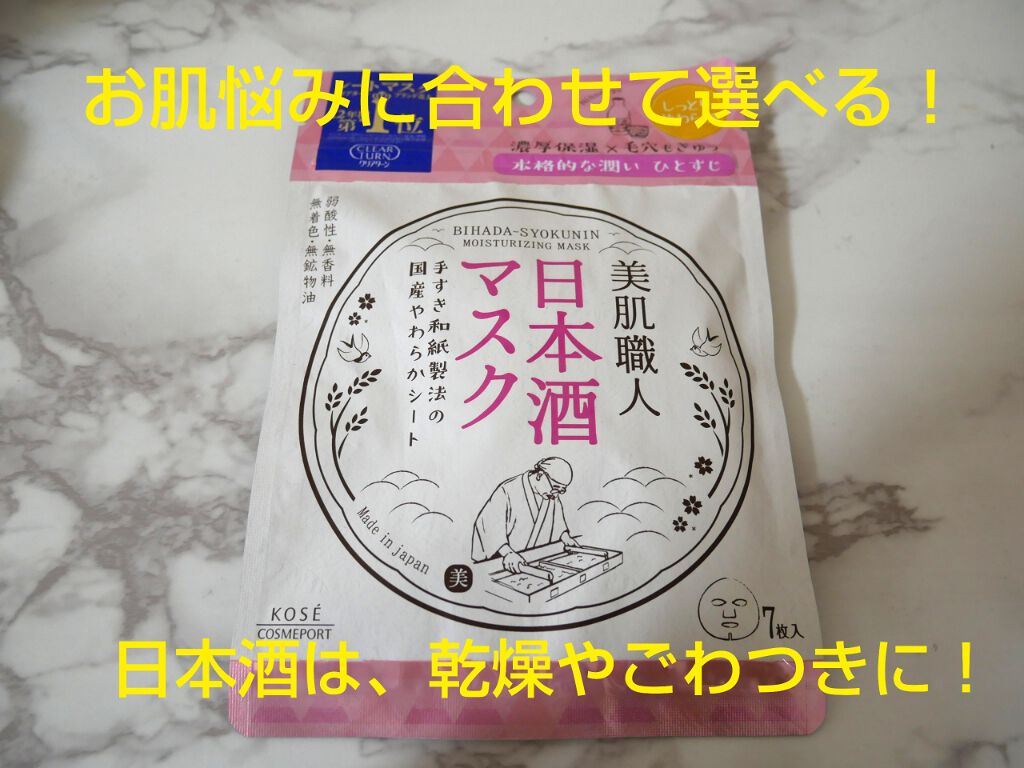 お肌悩みに合わせて選べる！
第1位
CLEAR
TURN
クリアターン
濃厚保湿×毛穴もきゅっ
本格的な潤い ひとすじ
弱酸性・無香料
無着色・無鉱物油
BIHADA-SYOKUNIN
MOISTURIZING MASK
美肌職人
日本酒
マスク
手すき和紙製法の
国産やわらかシート
Made in japan
美
KOSÉ
COSMEPORT
7枚入
日本酒は、乾燥やごわつきに！